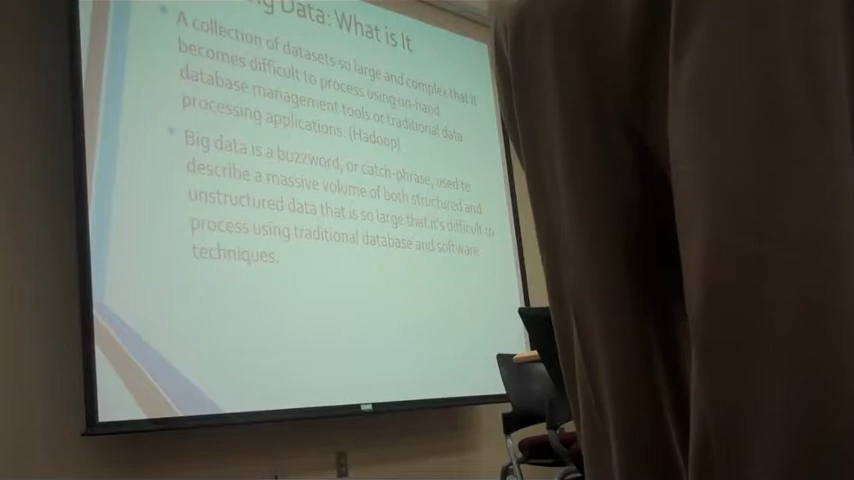 Big Data: What is It
A collection of datasets so large and complex that it
becomes difficult to process using on-hand
database management tools or traditional data
processing applications. (Hadoop)
Big data is a buzzword, or catch-phrase, used to
describe a massive volume of both structured and
unstructured data that is so large that it's difficult to
process using traditional database and software
techniques.